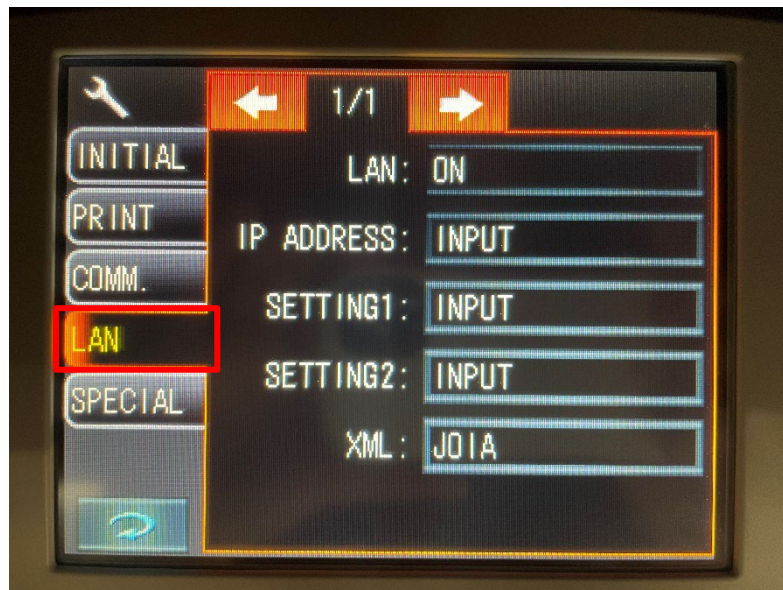 1/1
INITIAL
PRINT
COMM.
LAN
SPECIAL
LAN: ON
IP ADDRESS: INPUT
SETTING1: INPUT
SETTING2: INPUT
XML: JOIA